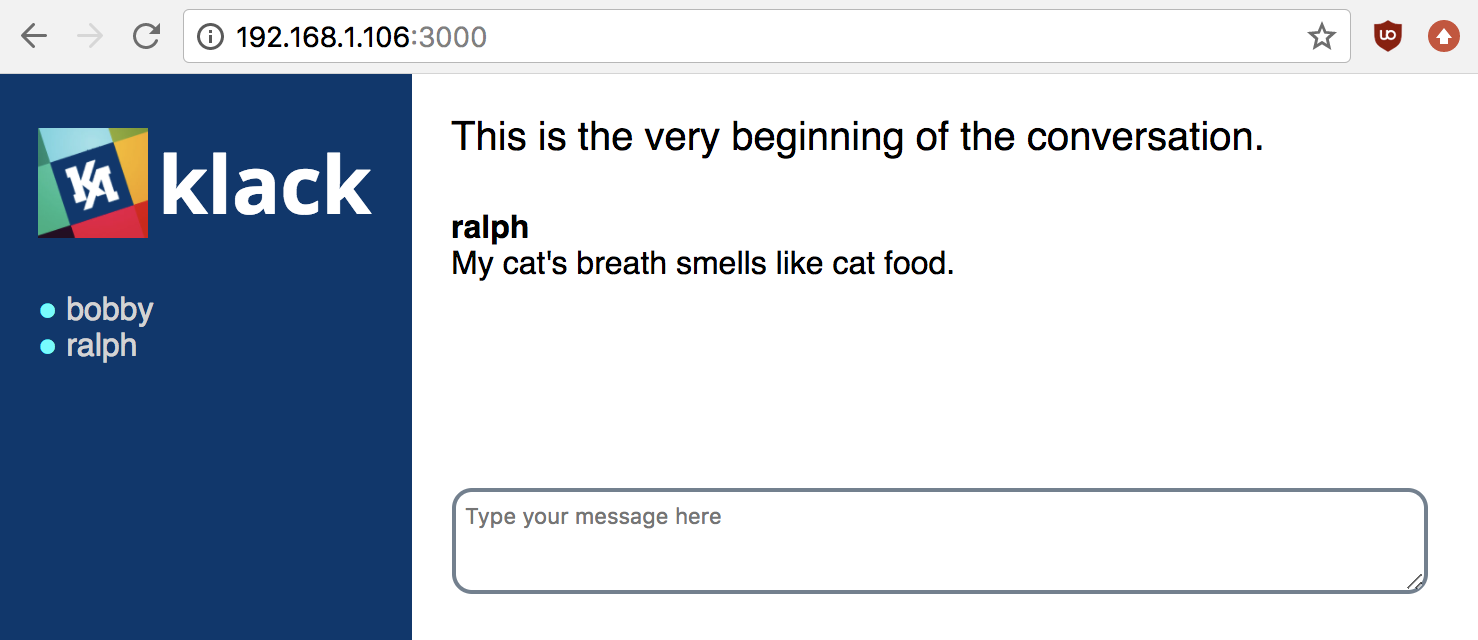 192.168.1.106:3000
KA klack
bobby
ralph
This is the very beginning of the conversation.
ralph
My cat's breath smells like cat food.
Type your message here